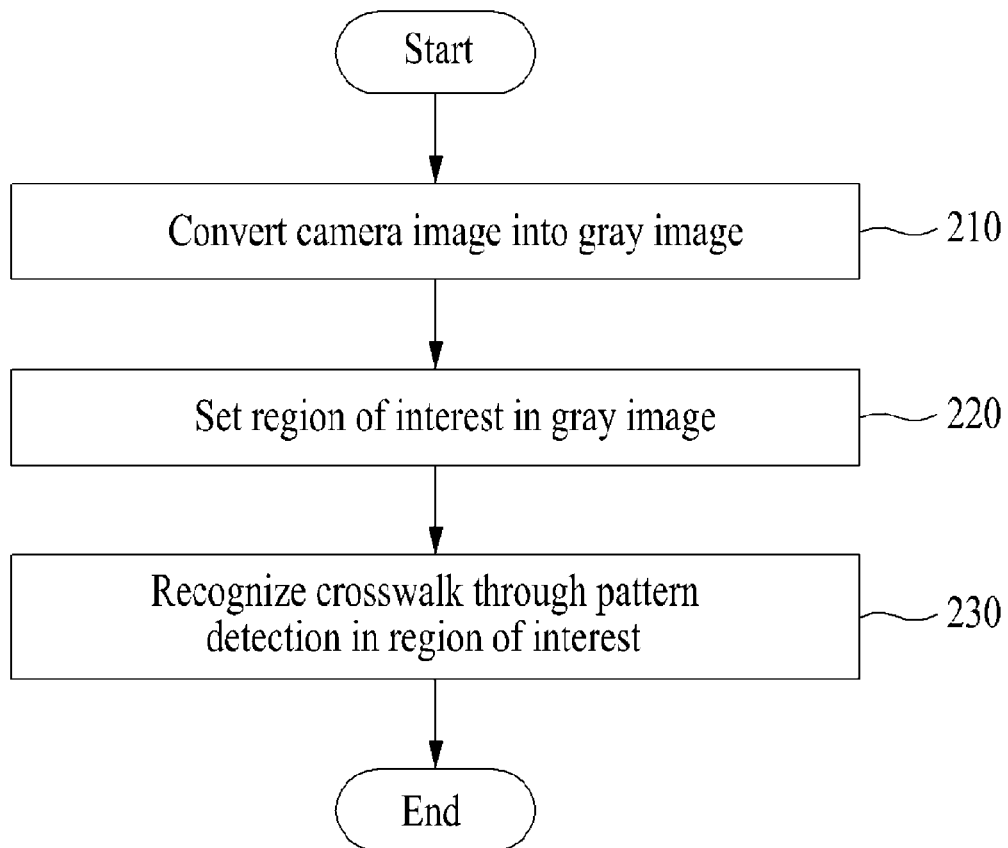 Start
Convert camera image into gray image
210
Set region of interest in gray image
220
Recognize crosswalk through pattern
detection in region of interest
230
End